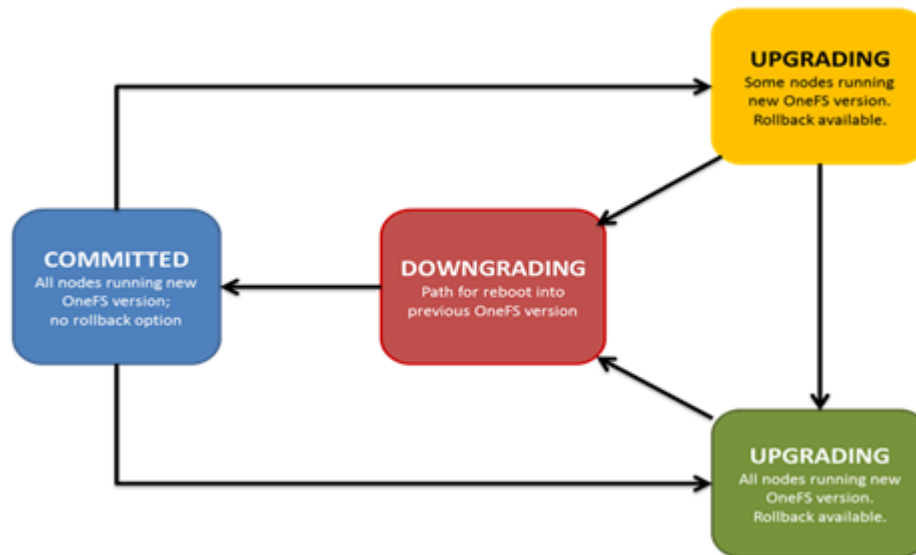 UPGRADING
Some nodes running
new OneFS version.
Rollback available.
COMMITTED
All nodes running new
OneFS version;
no rollback option
DOWNGRADING
Path for reboot into
previous OneFS version
UPGRADING
All nodes running new
OneFS version.
Rollback available.